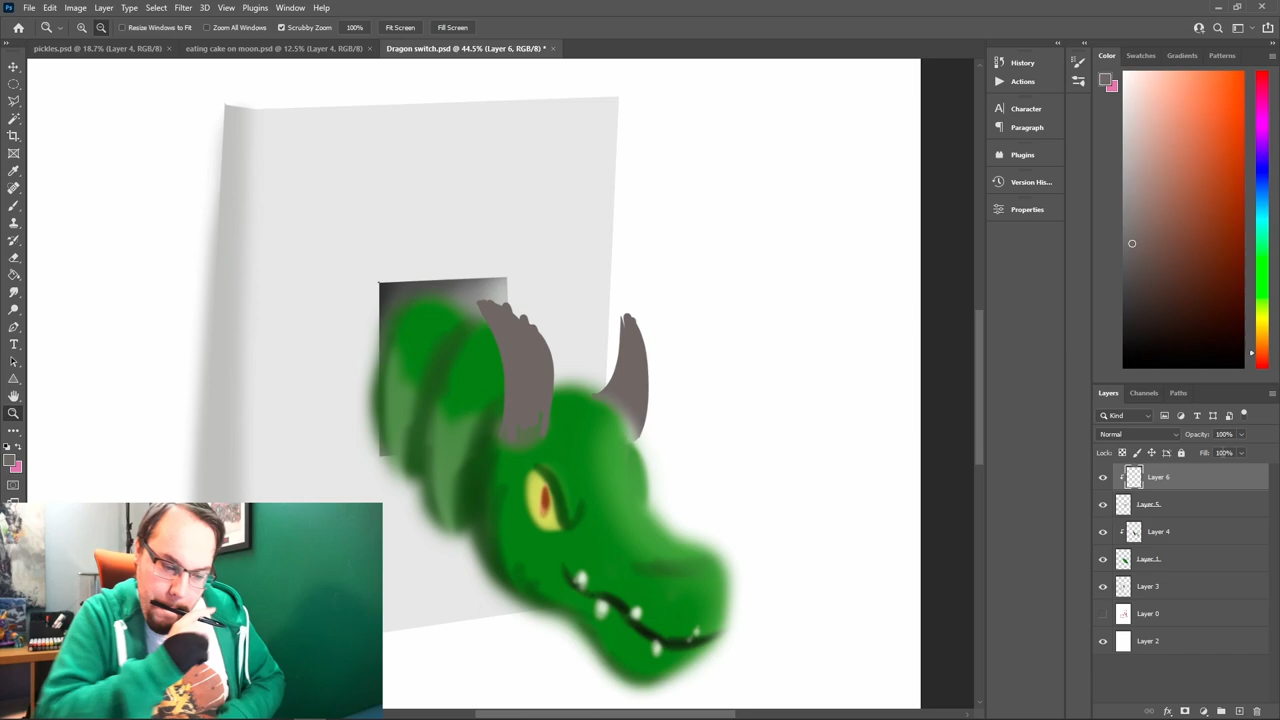 Ps File Edit Image Layer Type Select Filter 3D View Plugins Window Help
Resize Windows to Fit Zoom All Windows Scrubby Zoom 100% Fit Screen Fill Screen
pickles.psd @ 18.7% (Layer 4, RGB/8) × eating cake on moon.psd @ 12.5% (Layer 4, RGB/8) × Dragon switch.psd @ 44.5% (Layer 6, RGB/8) * ×
History
Actions
Character
Paragraph
Plugins
Version His...
Properties
Color Swatches Gradients Patterns
Layers Channels Paths
Kind
Normal Opacity: 100%
Lock: Fill: 100%
Layer 6
Layer 5
Layer 4
Layer 1
Layer 3
Layer 0
Layer 2